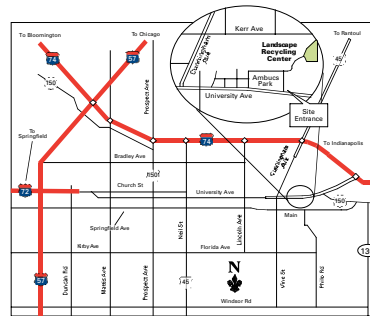 Kerr Ave
To Bloomington
To Chicago
To Rantoul
Landscape
Recycling
Center
Cunningham
Ave
74
57
45
150
Ambucs
Park
Prospect Ave
University Ave
Site
Entrance
To
Springfield
74
To Indianapolis
Cunningham
Ave
Bradley Ave
150
Church St
University Ave
72
150
Main
Springfield Ave
Neil St
Lincoln Ave
Kirby Ave
Florida Ave
13
Duncan Rd
Mattis Ave
Prospect Ave
N
Vine St
Philo Rd
57
45
Windsor Rd